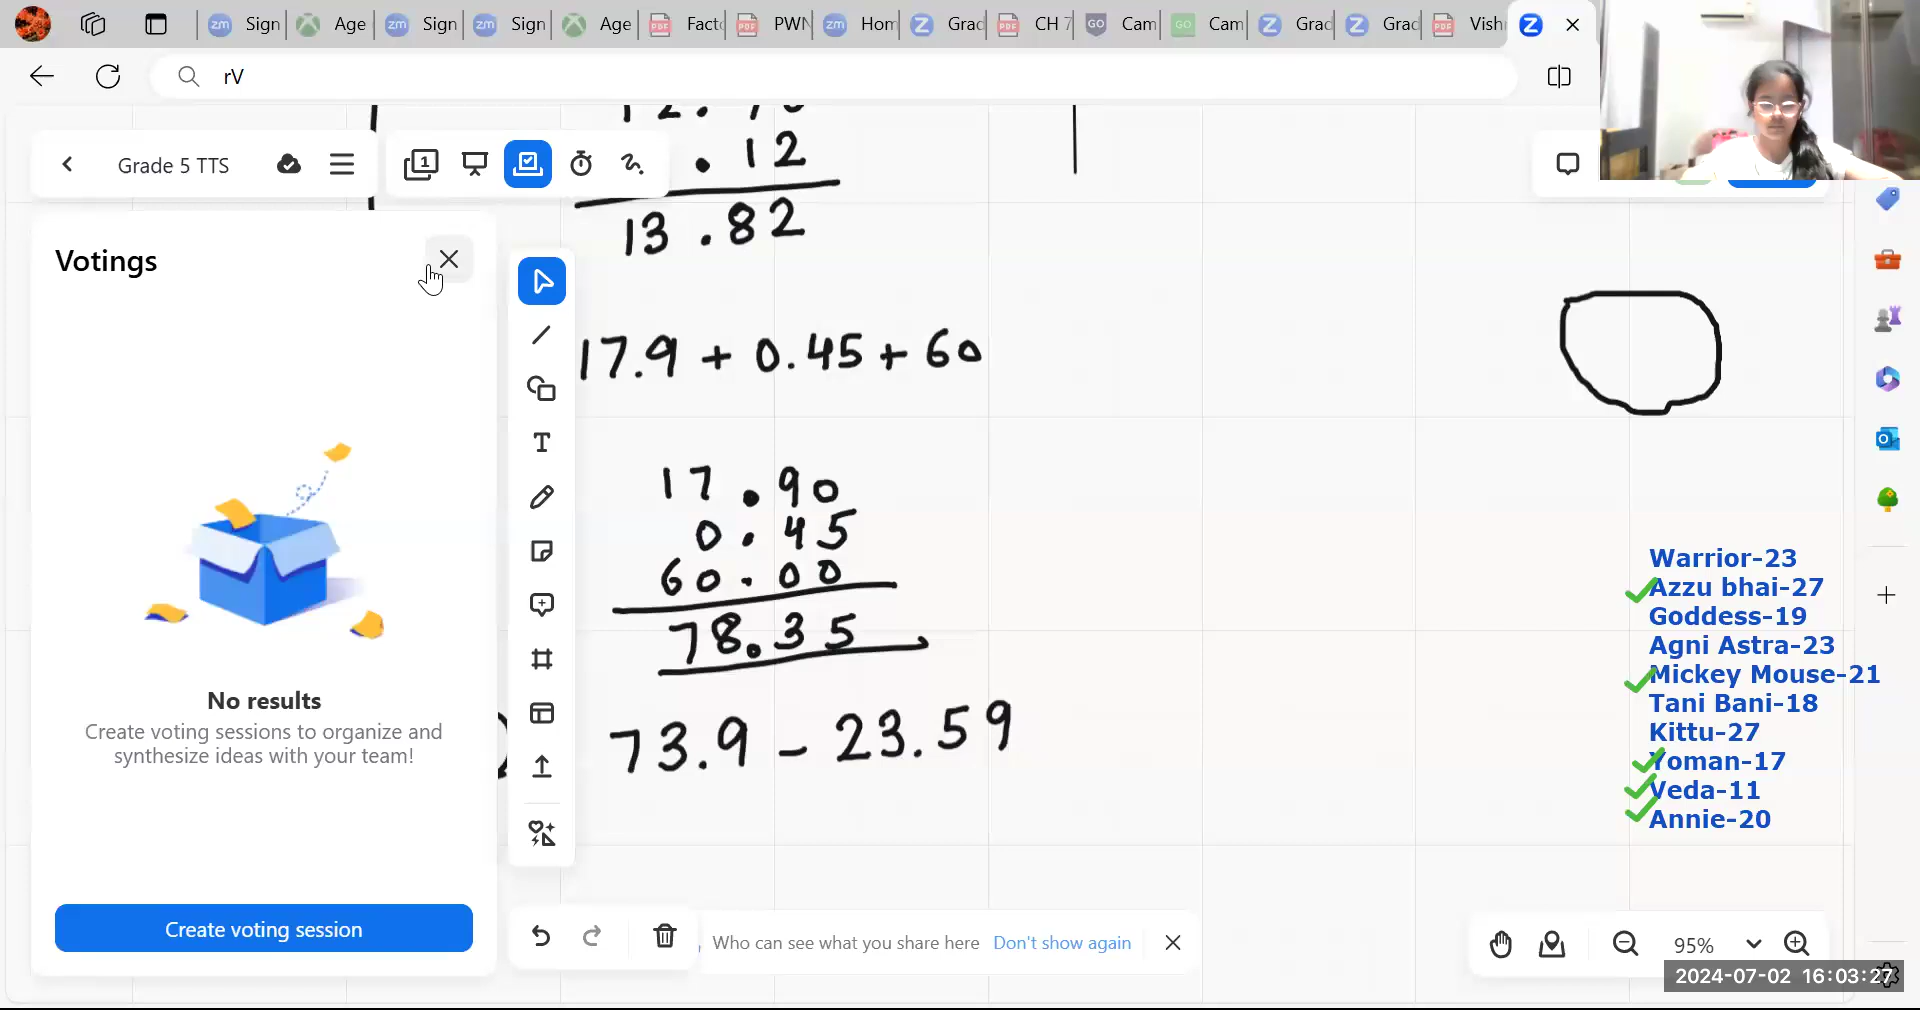 Sign
Age
Sign
Sign
Age
Fact
PWN
Hom
Grad
CH 7
Cam
Cam
Grad
Grad
Vish
rV
Grade 5 TTS
1
.12
13.82
Votings
17.9 + 0.45 + 60
17.90
0.45
60.00
78.35
73.9 - 23.59
No results
Create voting sessions to organize and
synthesize ideas with your team!
Create voting session
Warrior-23
Azzu bhai-27
Goddess-19
Agni Astra-23
Mickey Mouse-21
Tani Bani-18
Kittu-27
Yoman-17
Veda-11
Annie-20
Who can see what you share here Don't show again
95%
2024-07-02 16:03:27